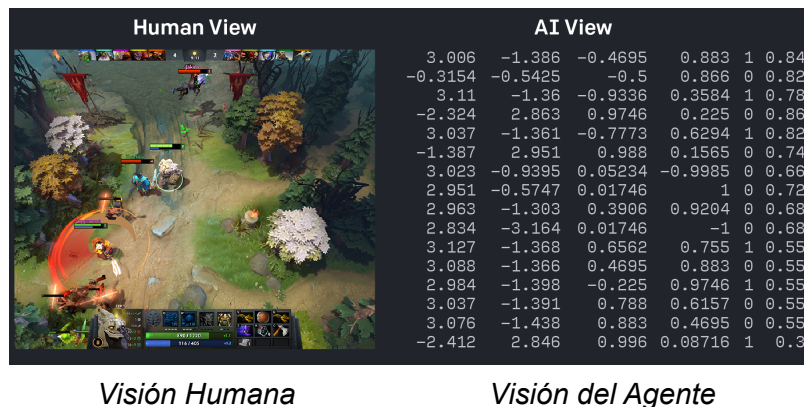 Human View
AI View
3.006 −1.386 −0.4695 0.883 1 0.84
−0.3154 −0.5425 −0.5 0.866 0 0.82
3.11 −1.36 −0.9336 0.3584 1 0.78
−2.324 2.863 0.9746 0.225 0 0.86
3.037 −1.361 −0.7773 0.6294 1 0.82
−1.387 2.951 0.988 0.1565 0 0.74
3.023 −0.9395 0.05234 −0.9985 0 0.66
2.951 −0.5747 0.01746 1 0 0.72
2.963 −1.303 0.3906 0.9204 0 0.68
2.834 −3.164 0.01746 −1 0 0.68
3.127 −1.368 0.6562 0.755 1 0.55
3.088 −1.366 0.4695 0.883 0 0.55
2.984 −1.398 −0.225 0.9746 1 0.55
3.037 −1.391 0.788 0.6157 0 0.55
3.076 −1.438 0.883 0.4695 0 0.55
−2.412 2.846 0.996 0.08716 1 0.3
116/405
Visión Humana
Visión del Agente